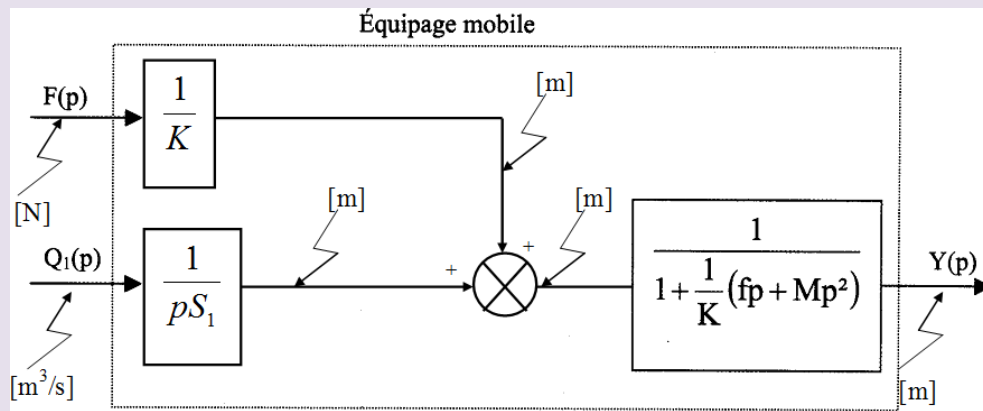 Équipage mobile
F(p)
1
K
[m]
[N]
[m]
[m]
Q₁(p)
1
pS₁
+
+
1
1+ 1/K (fp + Mp²)
Y(p)
[m³/s]
[m]